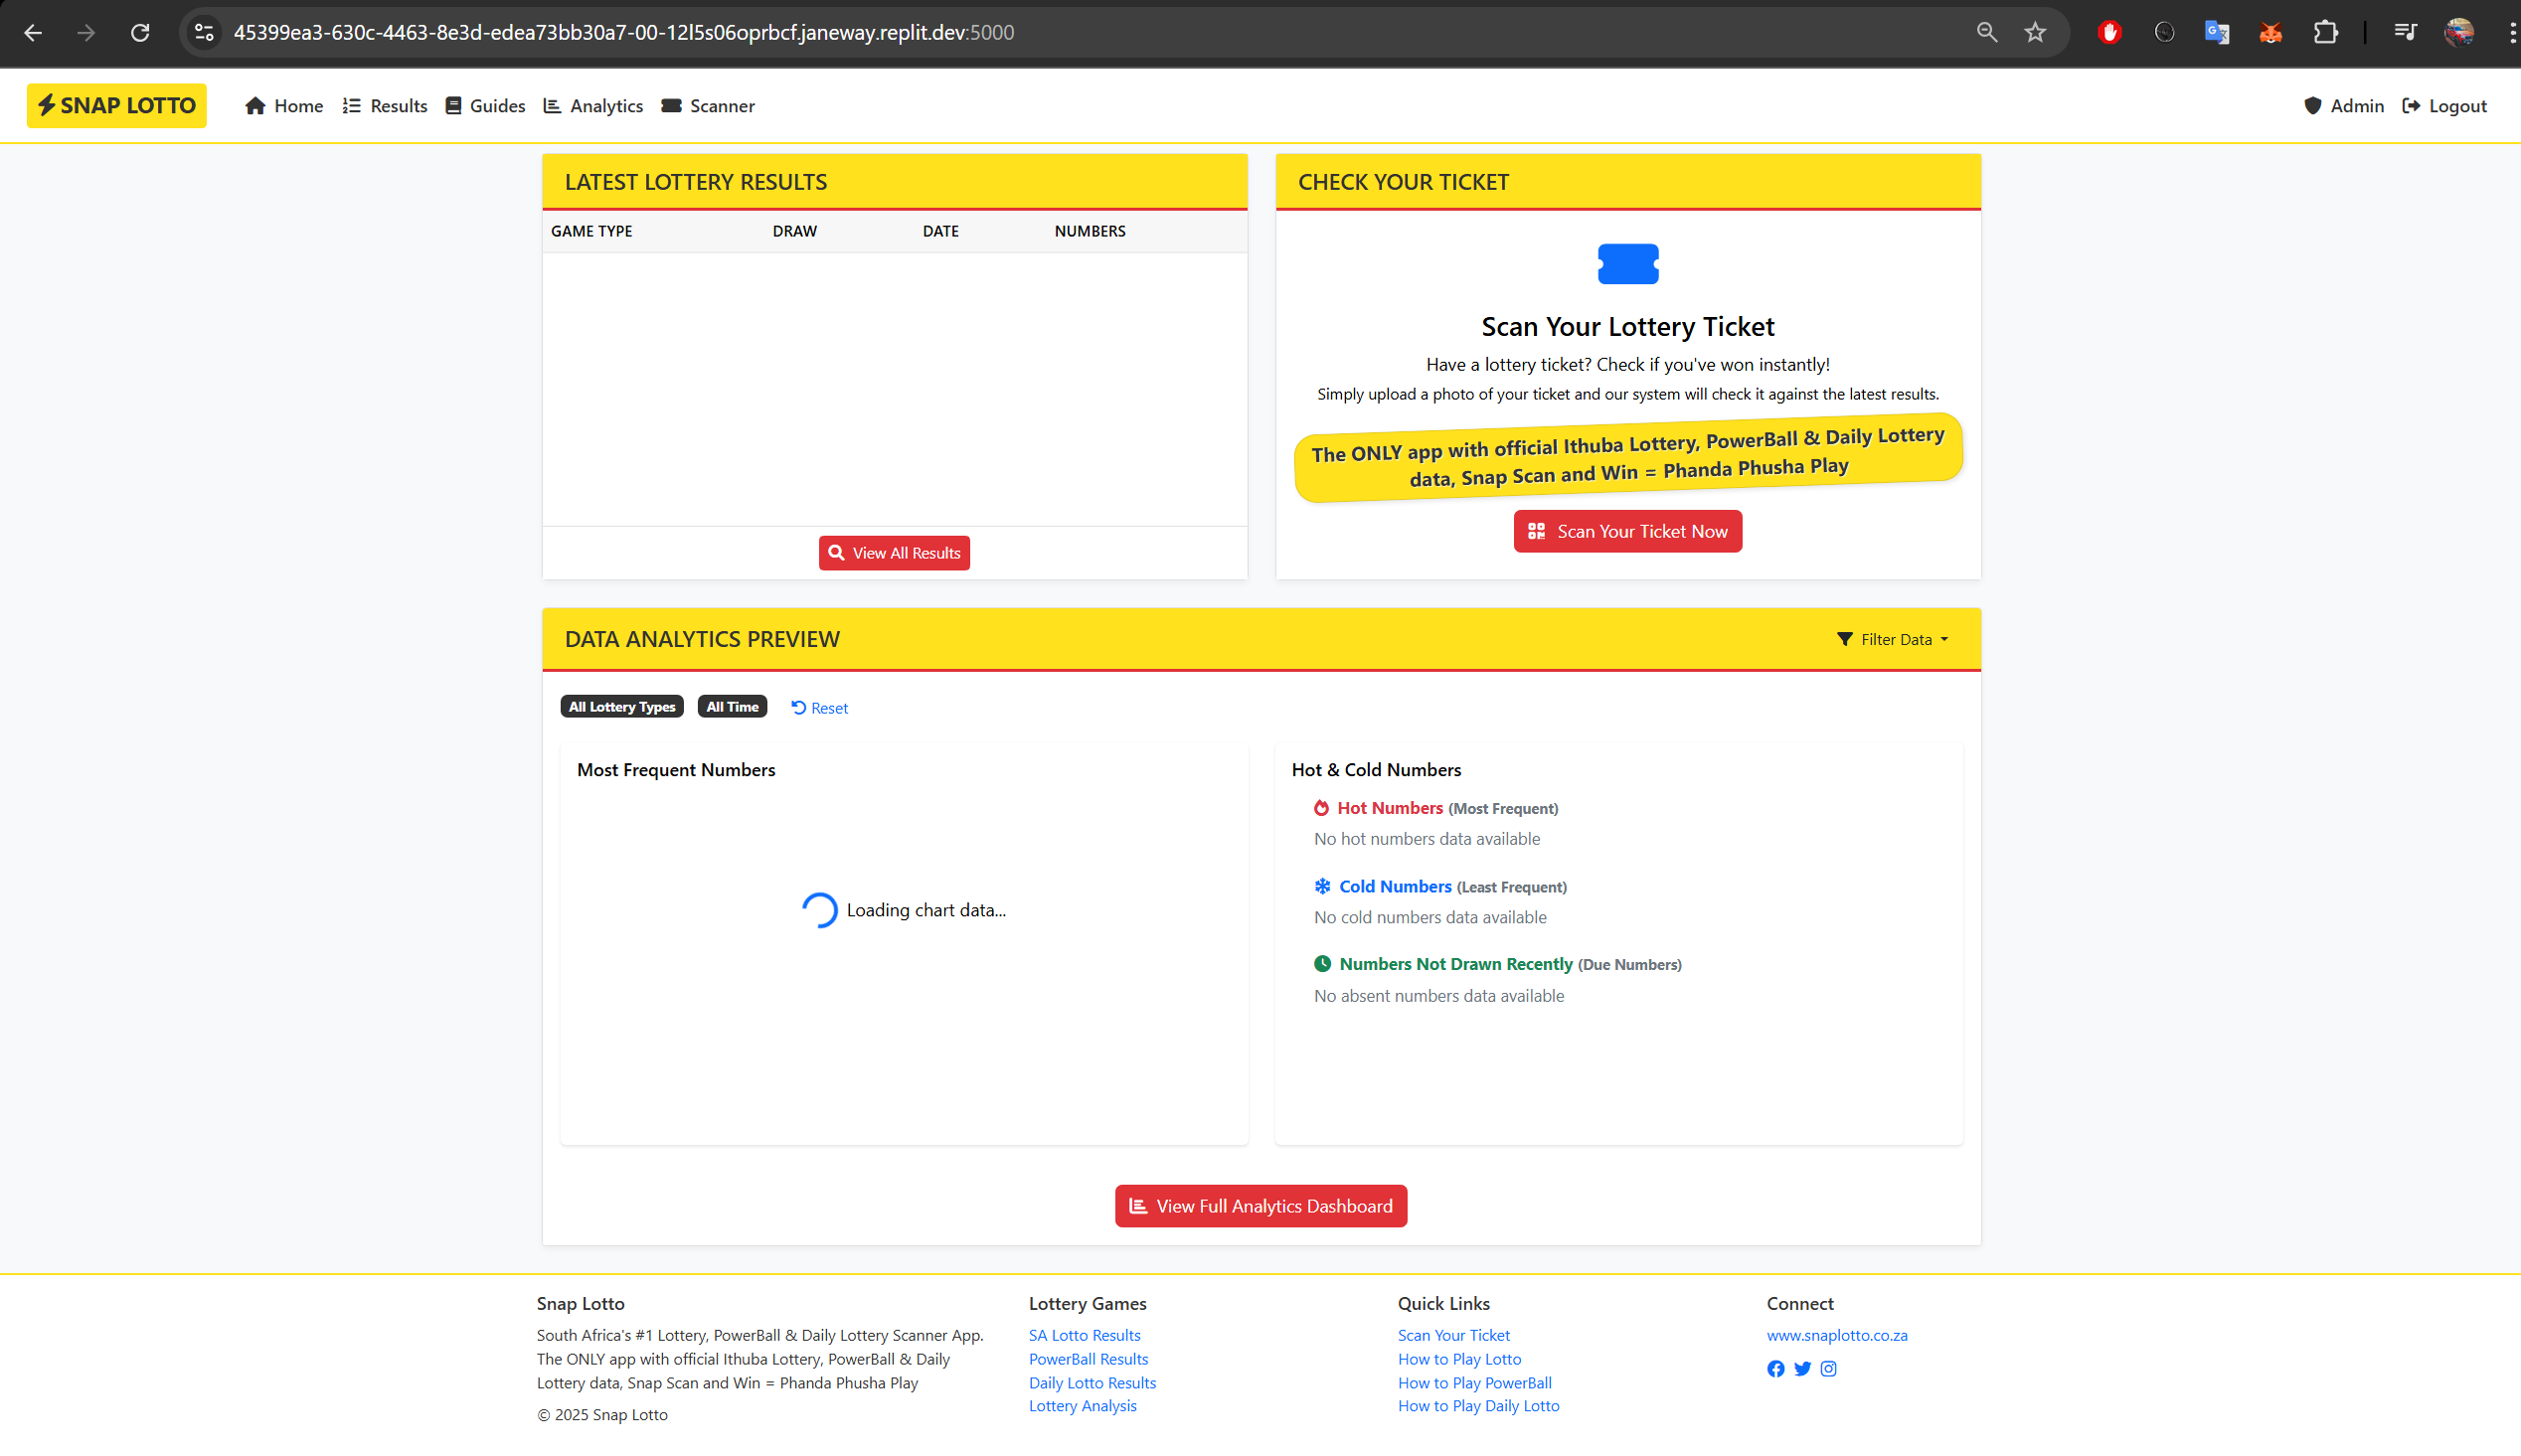 45399ea3-630c-4463-8e3d-edea73bb30a7-00-12l5s06oprbcf.janeway.replit.dev:5000
SNAP LOTTO
Home
Results
Guides
Analytics
Scanner
Admin
Logout
LATEST LOTTERY RESULTS
GAME TYPE DRAW DATE NUMBERS
View All Results
CHECK YOUR TICKET
Scan Your Lottery Ticket
Have a lottery ticket? Check if you've won instantly!
Simply upload a photo of your ticket and our system will check it against the latest results.
The ONLY app with official Ithuba Lottery, PowerBall & Daily Lottery
data, Snap Scan and Win = Phanda Phusha Play
Scan Your Ticket Now
DATA ANALYTICS PREVIEW
Filter Data
All Lottery Types
All Time
Reset
Most Frequent Numbers
Loading chart data...
Hot & Cold Numbers
Hot Numbers (Most Frequent)
No hot numbers data available
Cold Numbers (Least Frequent)
No cold numbers data available
Numbers Not Drawn Recently (Due Numbers)
No absent numbers data available
View Full Analytics Dashboard
Snap Lotto
South Africa's #1 Lottery, PowerBall & Daily Lottery Scanner App.
The ONLY app with official Ithuba Lottery, PowerBall & Daily
Lottery data, Snap Scan and Win = Phanda Phusha Play
© 2025 Snap Lotto
Lottery Games
SA Lotto Results
PowerBall Results
Daily Lotto Results
Lottery Analysis
Quick Links
Scan Your Ticket
How to Play Lotto
How to Play PowerBall
How to Play Daily Lotto
Connect
www.snaplotto.co.za